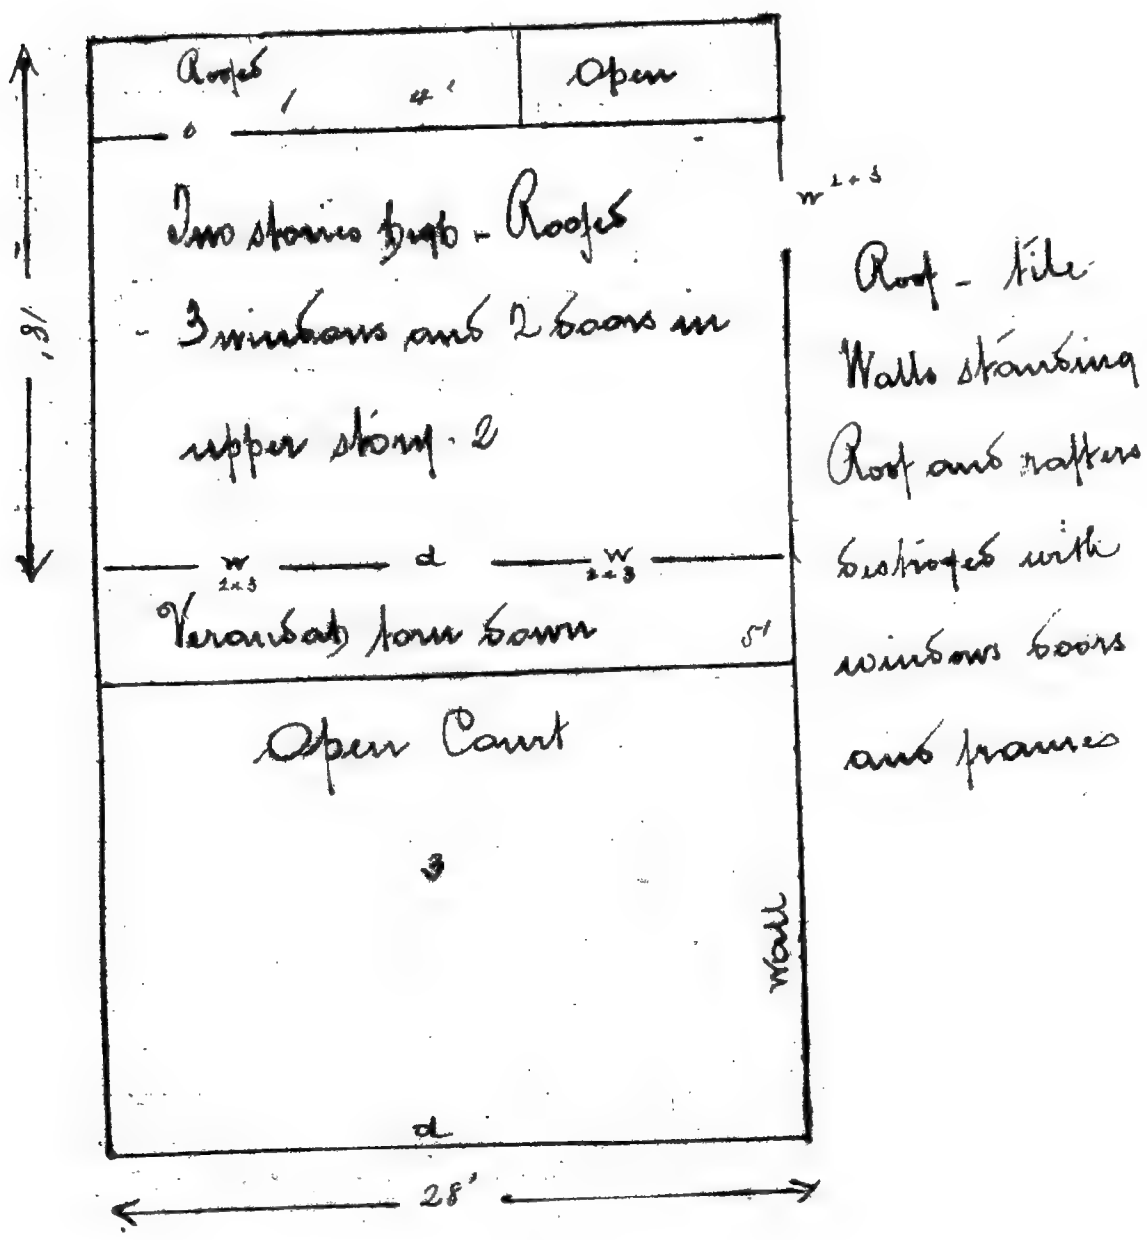 Roofed
Open
1
4'
d
w 2 + 3
Two stories high - Roofed
3 windows and 2 doors in
upper story. 2
18'
w
2 + 3
d
w
2 + 3
Verandah torn down
5'
Open Court
3
Wall
d
28'
Roof - tile
Walls standing
Roof and rafters
destroyed with
windows doors
and frames